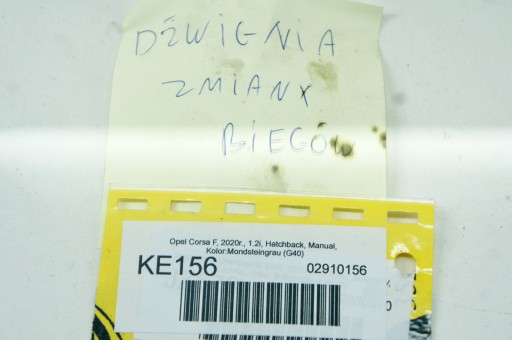 DŹWIGNIA
ZMIANY
BIEGÓW
Opel Corsa F, 2020r., 1.2i, Hatchback, Manual,
Kolor:Mondsteingrau (G40)
KE156
02910156